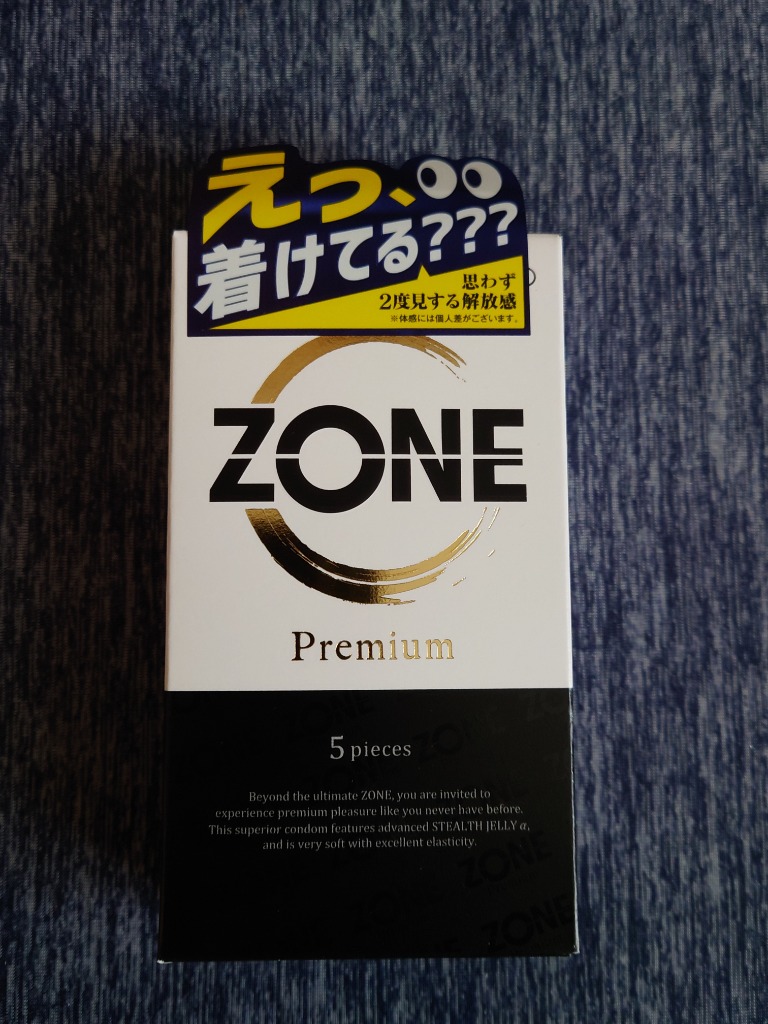 えっ、
着けてる???
思わず
2度見する解放感
※体感には個人差がございます。
ZONE
Premium
5 pieces
Beyond the ultimate ZONE, you are invited to
experience premium pleasure like you never have before.
This superior condom features advanced STEALTH JELLY α,
and is very soft with excellent elasticity.
ZONE
ZONE